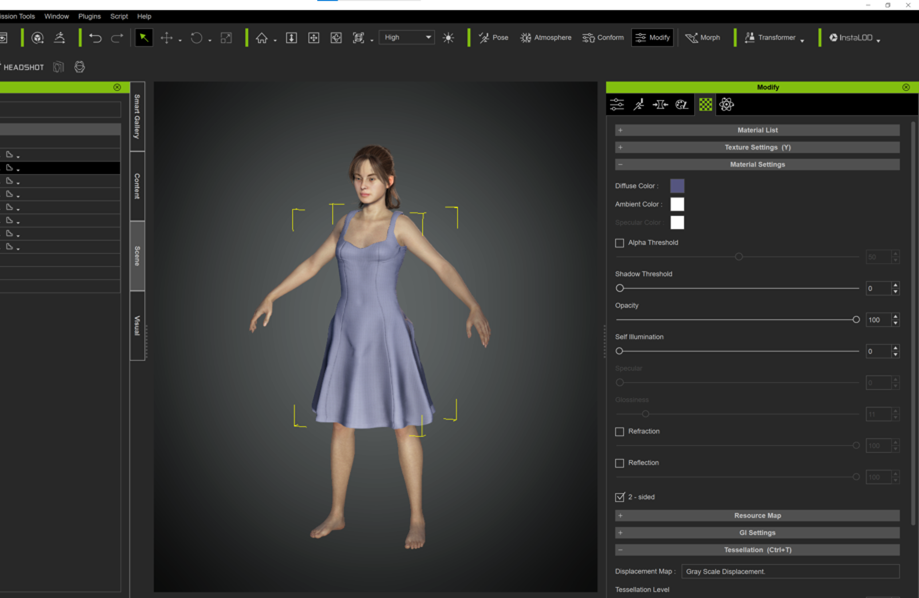 ission Tools Window Plugins Script Help
High Pose Atmosphere Conform Modify Morph Transformer InstaLOD
HEADSHOT
Smart Gallery
Content
Scene
Visual
Modify
+ Material List
+ Texture Settings (Y)
− Material Settings
Diffuse Color :
Ambient Color :
Specular Color :
Alpha Threshold
50
Shadow Threshold
0
Opacity
100
Self Illumination
0
Specular
0
Glossiness
11
Refraction
100
Reflection
100
2 - sided
+ Resource Map
+ GI Settings
− Tessellation (Ctrl+T)
Displacement Map : Gray Scale Displacement.
Tessellation Level